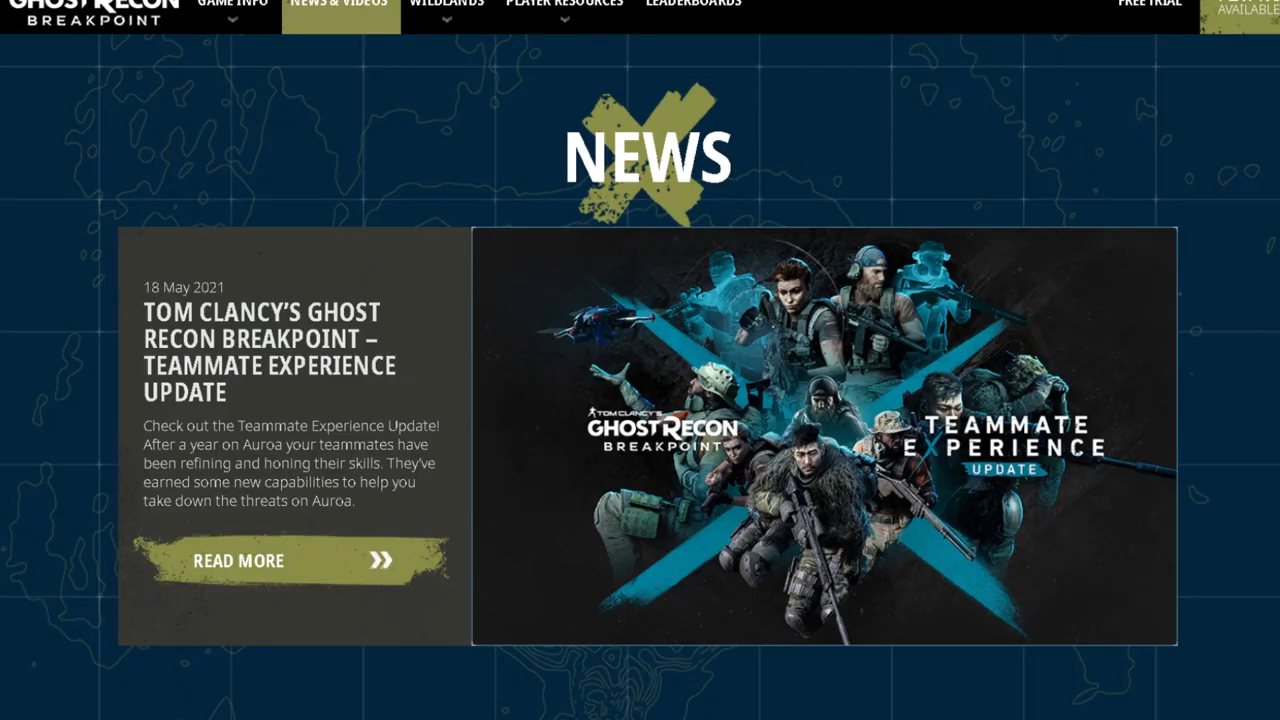 GHOST RECON
BREAKPOINT
GAME INFO
NEWS & VIDEOS
WILDLANDS
PLAYER RESOURCES
LEADERBOARDS
FREE TRIAL
AVAILABLE
NEWS
18 May 2021
TOM CLANCY’S GHOST
RECON BREAKPOINT –
TEAMMATE EXPERIENCE
UPDATE
Check out the Teammate Experience Update!
After a year on Auroa your teammates have
been refining and honing their skills. They’ve
earned some new capabilities to help you
take down the threats on Auroa.
READ MORE
TOM CLANCY’S
GHOST RECON
BREAKPOINT
TEAMMATE
EXPERIENCE
UPDATE